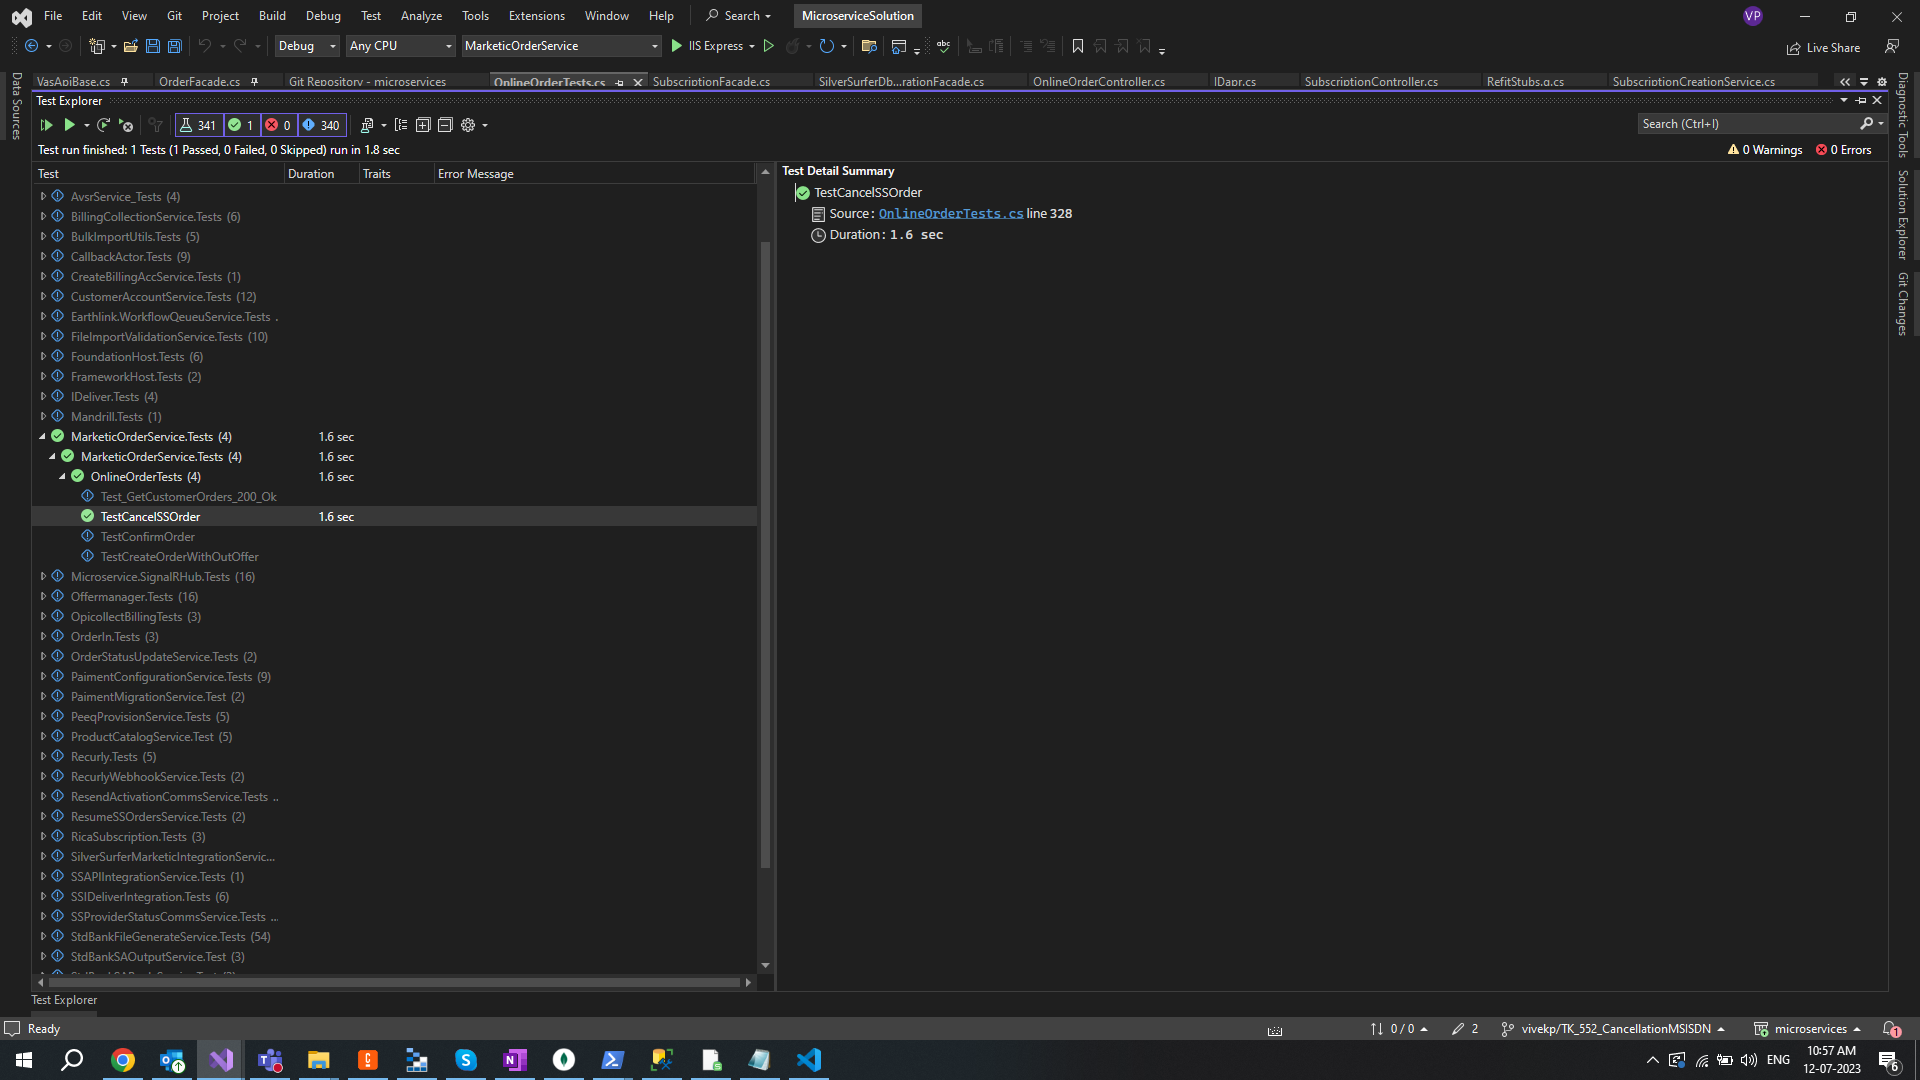 File Edit View Git Project Build Debug Test Analyze Tools Extensions Window Help Search MicroserviceSolution VP
Debug Any CPU MarketicOrderService IIS Express Live Share
VasApiBase.cs OrderFacade.cs Git Repository - microservices OnlineOrderTests.cs SubscriptionFacade.cs SilverSurferDb...rationFacade.cs OnlineOrderController.cs IDapr.cs SubscriptionController.cs RefitStubs.g.cs SubscriptionCreationService.cs
Data Sources
Test Explorer
341 1 0 340 Search (Ctrl+I)
Test run finished: 1 Tests (1 Passed, 0 Failed, 0 Skipped) run in 1.8 sec 0 Warnings 0 Errors
Test Duration Traits Error Message
AvsrService_Tests (4)
BillingCollectionService.Tests (6)
BulkImportUtils.Tests (5)
CallbackActor.Tests (9)
CreateBillingAccService.Tests (1)
CustomerAccountService.Tests (12)
Earthlink.WorkflowQeueuService.Tests .
FileImportValidationService.Tests (10)
FoundationHost.Tests (6)
FrameworkHost.Tests (2)
IDeliver.Tests (4)
Mandrill.Tests (1)
MarketicOrderService.Tests (4) 1.6 sec
MarketicOrderService.Tests (4) 1.6 sec
OnlineOrderTests (4) 1.6 sec
Test_GetCustomerOrders_200_Ok
TestCancelSSOrder 1.6 sec
TestConfirmOrder
TestCreateOrderWithOutOffer
Microservice.SignalRHub.Tests (16)
Offermanager.Tests (16)
OpicollectBillingTests (3)
OrderIn.Tests (3)
OrderStatusUpdateService.Tests (2)
PaimentConfigurationService.Tests (9)
PaimentMigrationService.Test (2)
PeeqProvisionService.Tests (5)
ProductCatalogService.Test (5)
Recurly.Tests (5)
RecurlyWebhookService.Tests (2)
ResendActivationCommsService.Tests ..
ResumeSSOrdersService.Tests (2)
RicaSubscription.Tests (3)
SilverSurferMarketicIntegrationServic...
SSAPIIntegrationService.Tests (1)
SSIDeliverIntegration.Tests (6)
SSProviderStatusCommsService.Tests ...
StdBankFileGenerateService.Tests (54)
StdBankSAOutputService.Test (3)
Test Detail Summary
TestCancelSSOrder
Source: OnlineOrderTests.cs line 328
Duration: 1.6 sec
Diagnostic Tools
Solution Explorer
Git Changes
Test Explorer
Ready 0 / 0 2 vivekp/TK_552_CancellationMSISDN microservices 1
ENG 10:57 AM
12-07-2023 6